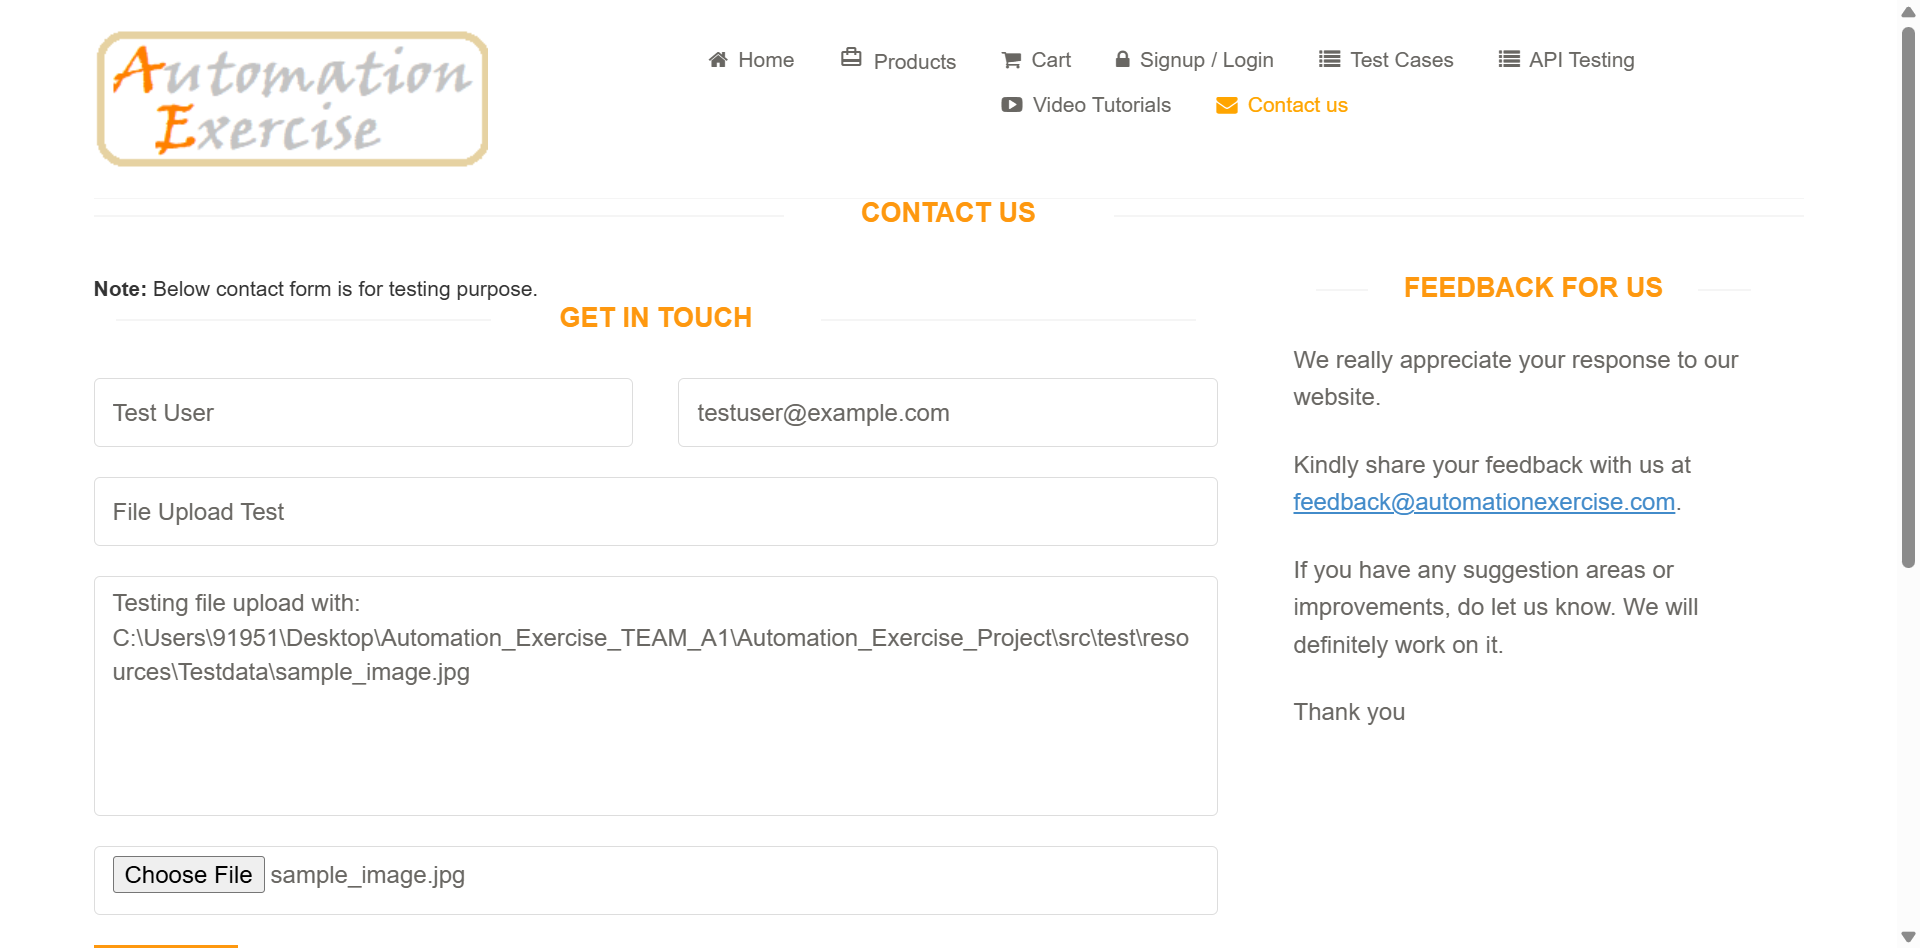 Automation
Exercise
Home
Products
Cart
Signup / Login
Test Cases
API Testing
Video Tutorials
Contact us
CONTACT US
Note: Below contact form is for testing purpose.
GET IN TOUCH
Test User
testuser@example.com
File Upload Test
Testing file upload with:
C:\Users\91951\Desktop\Automation_Exercise_TEAM_A1\Automation_Exercise_Project\src\test\reso
urces\Testdata\sample_image.jpg
Choose File sample_image.jpg
FEEDBACK FOR US
We really appreciate your response to our
website.
Kindly share your feedback with us at
feedback@automationexercise.com.
If you have any suggestion areas or
improvements, do let us know. We will
definitely work on it.
Thank you